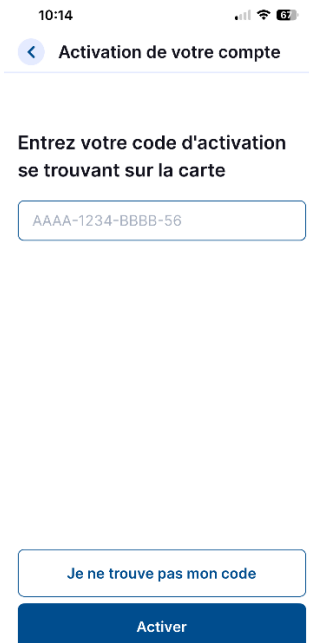 10:14
67
Activation de votre compte
Entrez votre code d'activation
se trouvant sur la carte
AAAA-1234-BBBB-56
Je ne trouve pas mon code
Activer